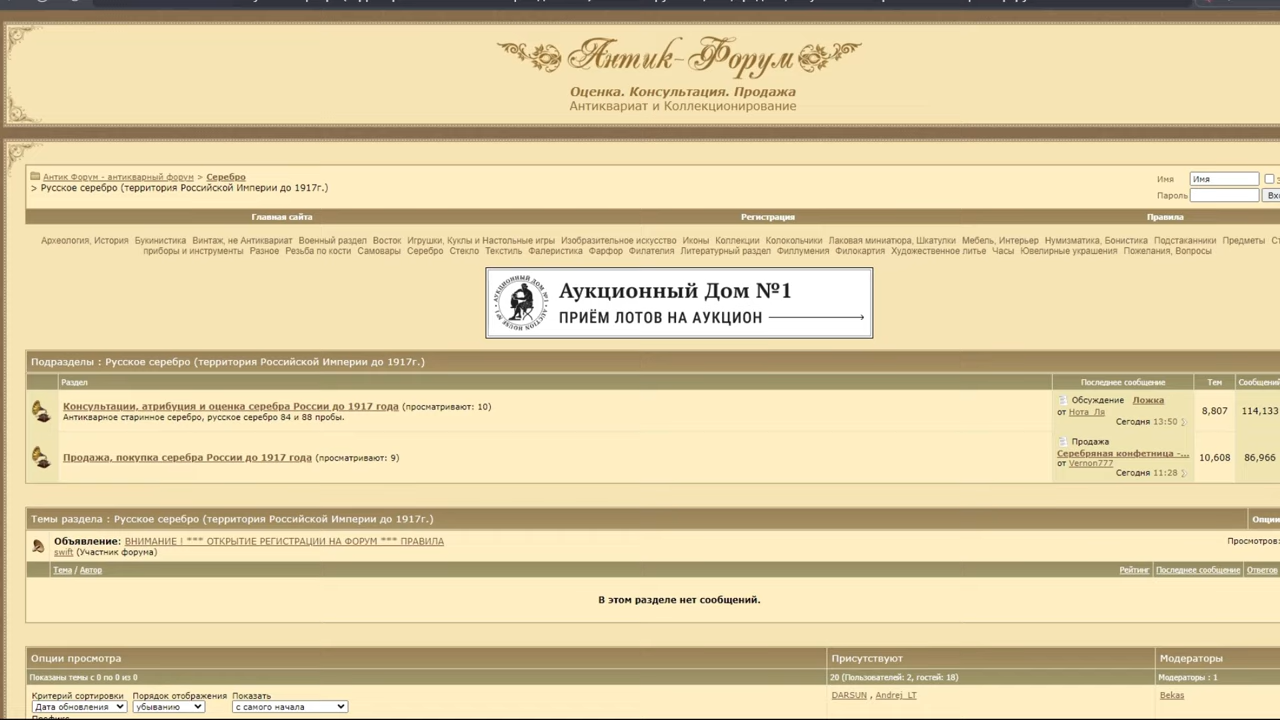 Антик-Форум
Оценка. Консультация. Продажа
Антиквариат и Коллекционирование
Антик Форум - антикварный форум > Серебро
> Русское серебро (территория Российской Империи до 1917г.)
Имя Имя
Пароль
Главная сайта Регистрация Правила
Археология, История Букинистика Винтаж, не Антиквариат Военный раздел Восток Игрушки, Куклы и Настольные игры Изобразительное искусство Иконы Коллекции Колокольчики Лаковая миниатюра, Шкатулки Мебель, Интерьер Нумизматика, Бонистика Подстаканники Предметы
приборы и инструменты Разное Резьба по кости Самовары Серебро Стекло Текстиль Фалеристика Фарфор Филателия Литературный раздел Филлумения Филокартия Художественное литье Часы Ювелирные украшения Пожелания, Вопросы
Аукционный Дом №1
ПРИЁМ ЛОТОВ НА АУКЦИОН
Подразделы : Русское серебро (территория Российской Империи до 1917г.)
Раздел Последнее сообщение Тем Сообщений
Консультации, атрибуция и оценка серебра России до 1917 года (просматривают: 10)
Антикварное старинное серебро, русское серебро 84 и 88 пробы.
Обсуждение Ложка
от Нота_Ля
Сегодня 13:50
8,807 114,133
Продажа, покупка серебра России до 1917 года (просматривают: 9)
Продажа
Серебряная конфетница -...
от Vernon777
Сегодня 11:28
10,608 86,966
Темы раздела : Русское серебро (территория Российской Империи до 1917г.) Опции
Объявление: ВНИМАНИЕ ! *** ОТКРЫТИЕ РЕГИСТРАЦИИ НА ФОРУМ *** ПРАВИЛА
swift (Участник форума)
Просмотров:
Тема / Автор Рейтинг Последнее сообщение Ответов
В этом разделе нет сообщений.
Опции просмотра Присутствуют Модераторы
Показаны темы с 0 по 0 из 0 20 (Пользователей: 2, гостей: 18) Модераторы : 1
Критерий сортировки Порядок отображения Показать
Дата обновления убыванию с самого начала
DARSUN , Andrej_LT Bekas